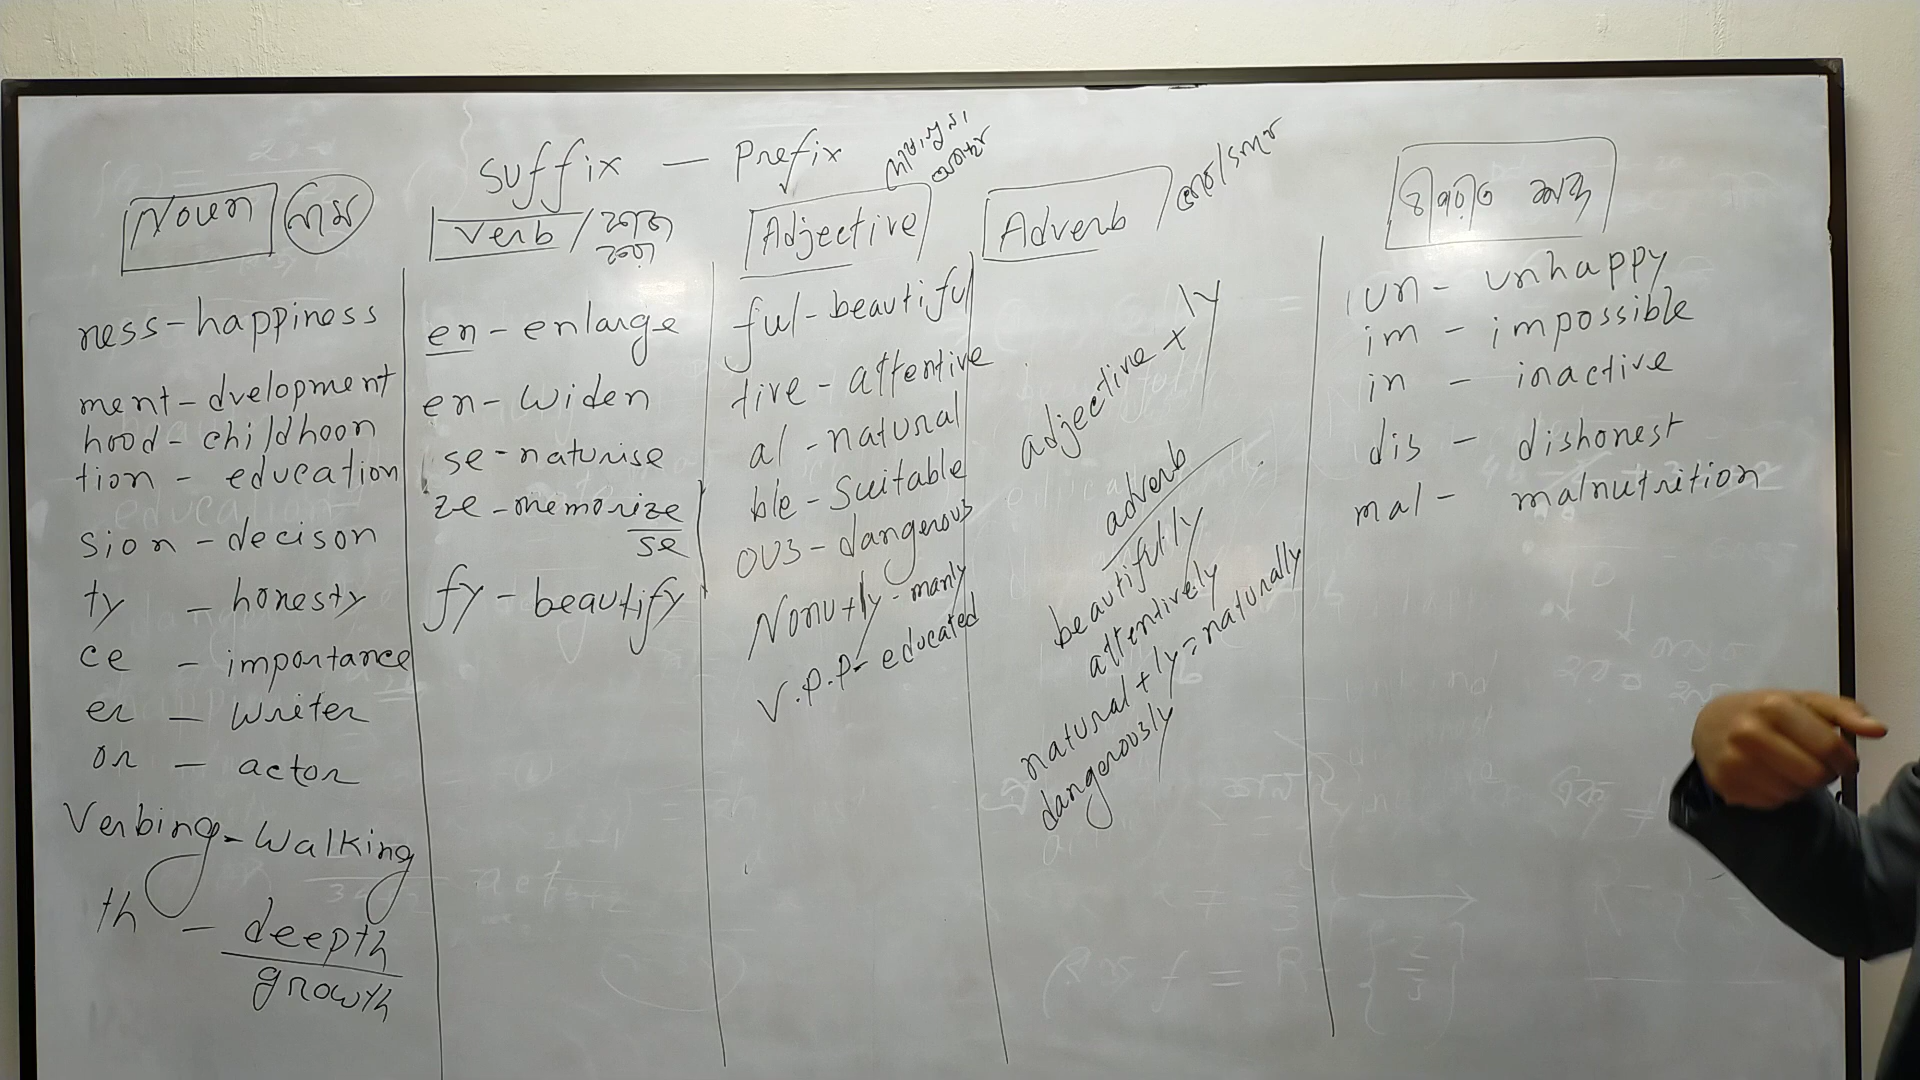 Suffix — Prefix
Noun নাম
ness - happiness
ment - dvelopment
hood - childhoon
tion - education
sion - decison
ty - honesty
ce - importance
er - writer
or - actor
Verbing - Walking
th - deepth
growth
Verb /
en - enlarge
en - widen
se - naturise
ze - memorize
se
fy - beautify
Adjective
ful - beautiful
tive - attentive
al - natural
ble - Suitable
ous - dangerous
Nonu+ly - manly
V.P.P - educated
Adverb
adjective + ly
adverb
beautifully
attentively
natural + ly = naturally
dangerously
বিপরীত শব্দ
un - unhappy
im - impossible
in - inactive
dis - dishonest
mal - malnutrition